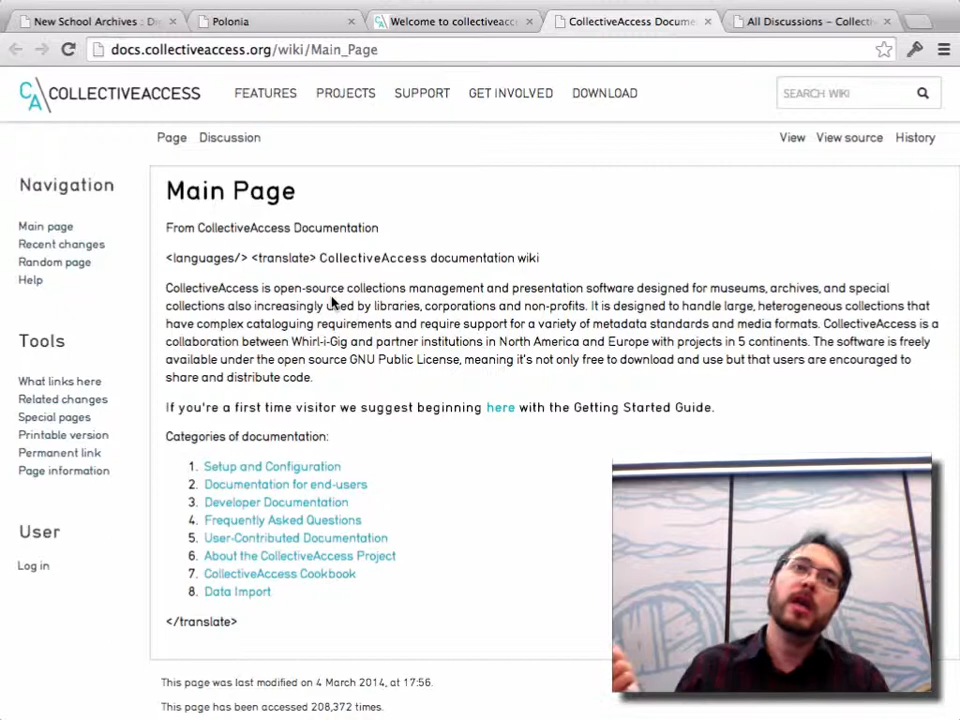 New School Archives : Di
Polonia
Welcome to collectiveacc
CollectiveAccess Docume
All Discussions – Collecti
docs.collectiveaccess.org/wiki/Main_Page
CA COLLECTIVEACCESS
FEATURES
PROJECTS
SUPPORT
GET INVOLVED
DOWNLOAD
SEARCH WIKI
Page
Discussion
View
View source
History
Navigation
Main page
Recent changes
Random page
Help
Tools
What links here
Related changes
Special pages
Printable version
Permanent link
Page information
User
Log in
Main Page
From CollectiveAccess Documentation
<languages/> <translate> CollectiveAccess documentation wiki
CollectiveAccess is open-source collections management and presentation software designed for museums, archives, and special
collections also increasingly used by libraries, corporations and non-profits. It is designed to handle large, heterogeneous collections that
have complex cataloguing requirements and require support for a variety of metadata standards and media formats. CollectiveAccess is a
collaboration between Whirl-i-Gig and partner institutions in North America and Europe with projects in 5 continents. The software is freely
available under the open source GNU Public License, meaning it's not only free to download and use but that users are encouraged to
share and distribute code.
If you're a first time visitor we suggest beginning here with the Getting Started Guide.
Categories of documentation:
1. Setup and Configuration
2. Documentation for end-users
3. Developer Documentation
4. Frequently Asked Questions
5. User-Contributed Documentation
6. About the CollectiveAccess Project
7. CollectiveAccess Cookbook
8. Data Import
</translate>
This page was last modified on 4 March 2014, at 17:56.
This page has been accessed 208,372 times.